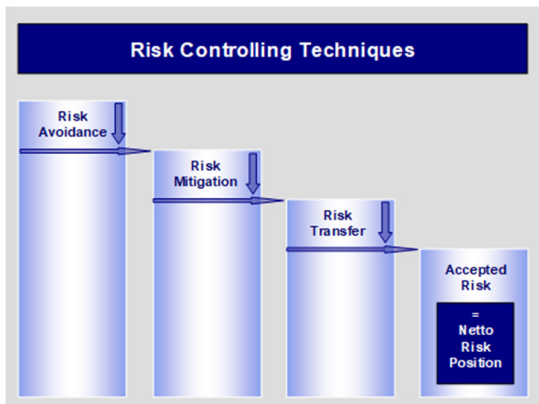 Risk Controlling Techniques
Risk
Avoidance
Risk
Mitigation
Risk
Transfer
Accepted
Risk
=
Netto
Risk
Position